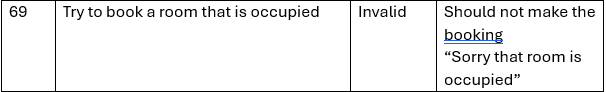 69 Try to book a room that is occupied Invalid Should not make the
booking
“Sorry that room is
occupied”